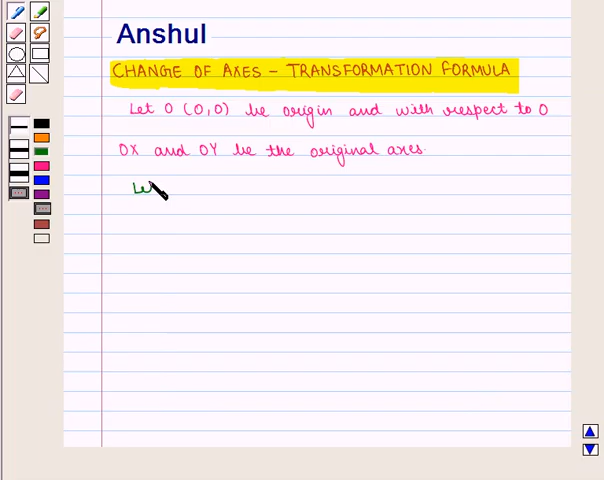 Anshul
CHANGE OF AXES - TRANSFORMATION FORMULA
Let O (0,0) be origin and with respect to O
OX and OY be the original axes.
Le